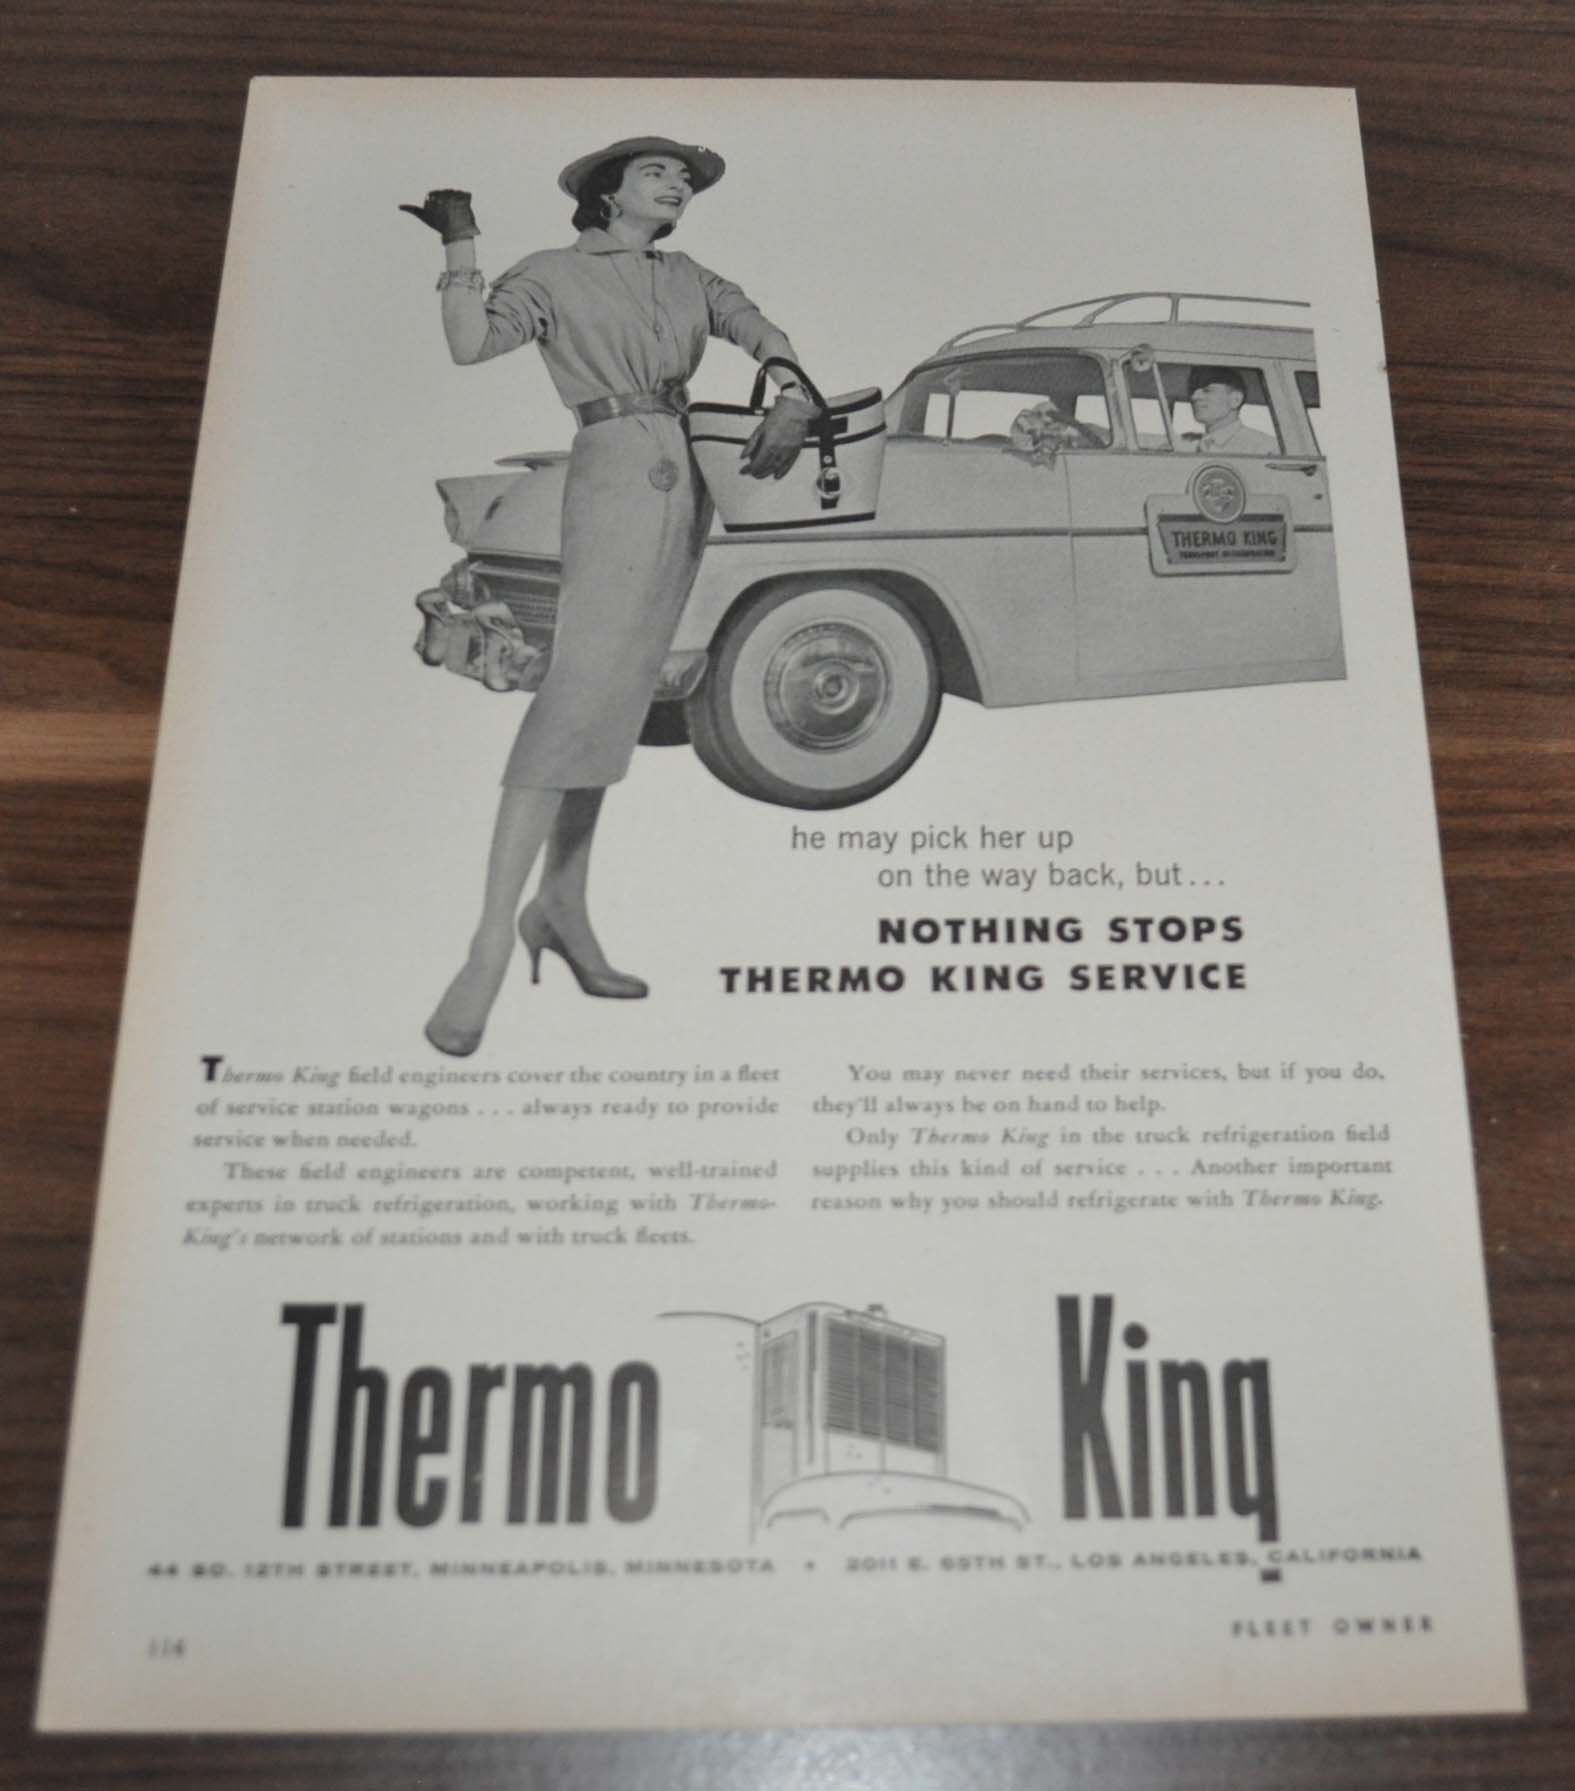 THERMO KING
he may pick her up
on the way back, but...
NOTHING STOPS
THERMO KING SERVICE
Thermo King field engineers cover the country in a fleet
of service station wagons . . . always ready to provide
service when needed.
These field engineers are competent, well-trained
experts in truck refrigeration, working with Thermo-
King's network of stations and with truck fleets.
You may never need their services, but if you do,
they'll always be on hand to help.
Only Thermo King in the truck refrigeration field
supplies this kind of service . . . Another important
reason why you should refrigerate with Thermo King.
Thermo King
44 SO. 12TH STREET, MINNEAPOLIS, MINNESOTA • 2011 E. 65TH ST., LOS ANGELES, CALIFORNIA
FLEET OWNER